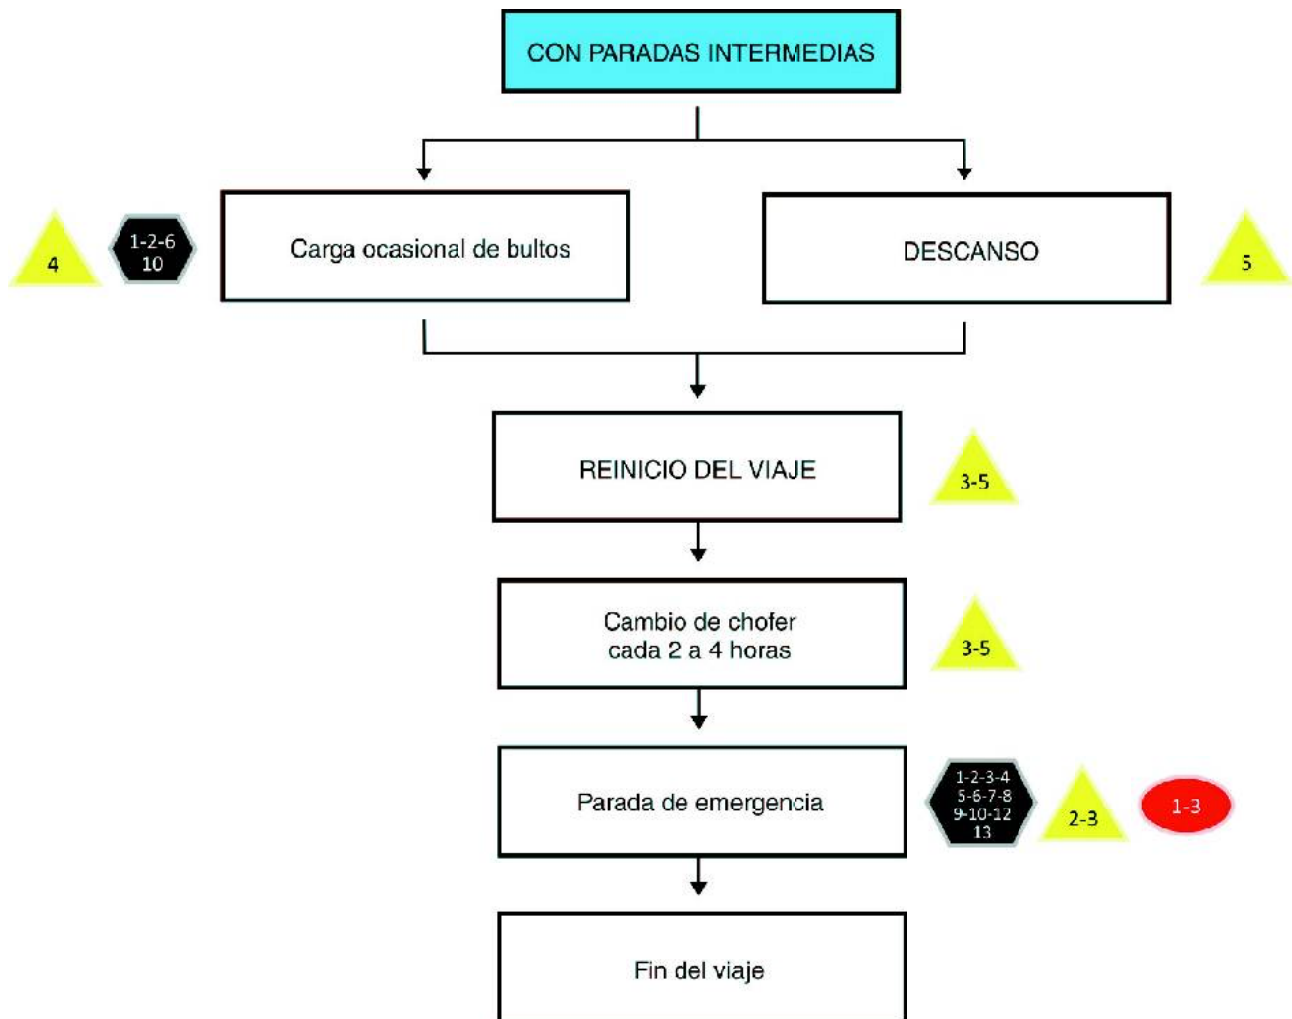 CON PARADAS INTERMEDIAS
4
1-2-6
10
Carga ocasional de bultos
DESCANSO
5
REINICIO DEL VIAJE
3-5
Cambio de chofer
cada 2 a 4 horas
3-5
Parada de emergencia
1-2-3-4
5-6-7-8
9-10-12
13
2-3
1-3
Fin del viaje